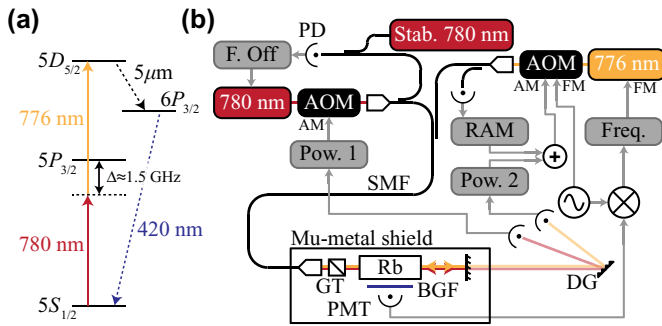 (a)
5D5/2
5μm
6P3/2
776 nm
5P3/2
Δ≈1.5 GHz
780 nm
420 nm
5S1/2
(b)
PD
F. Off
Stab. 780 nm
780 nm
AOM
AM
Pow. 1
SMF
AOM
776 nm
AM
FM
FM
RAM
Freq.
+
Pow. 2
Mu-metal shield
Rb
GT
BGF
PMT
DG